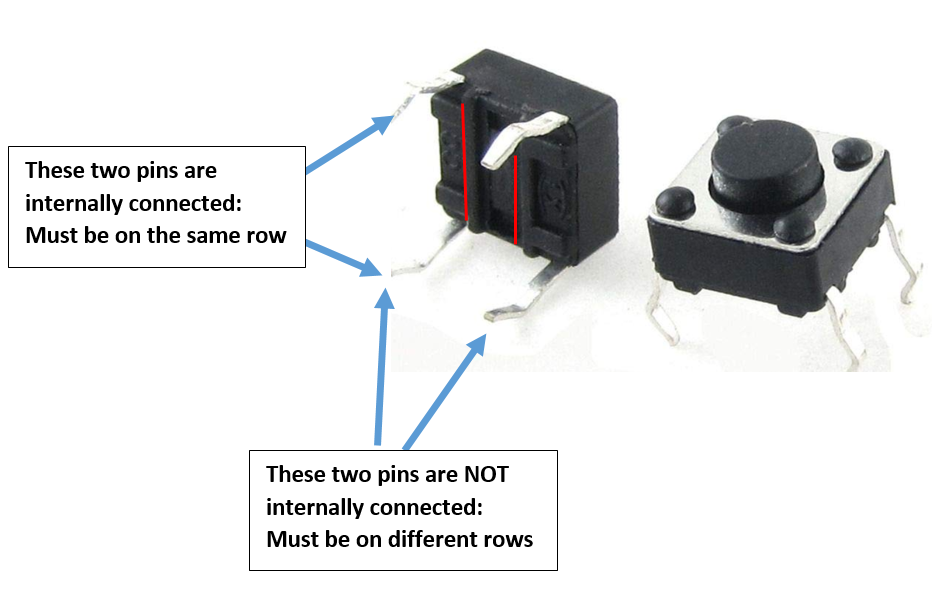 These two pins are
internally connected:
Must be on the same row
These two pins are NOT
internally connected:
Must be on different rows